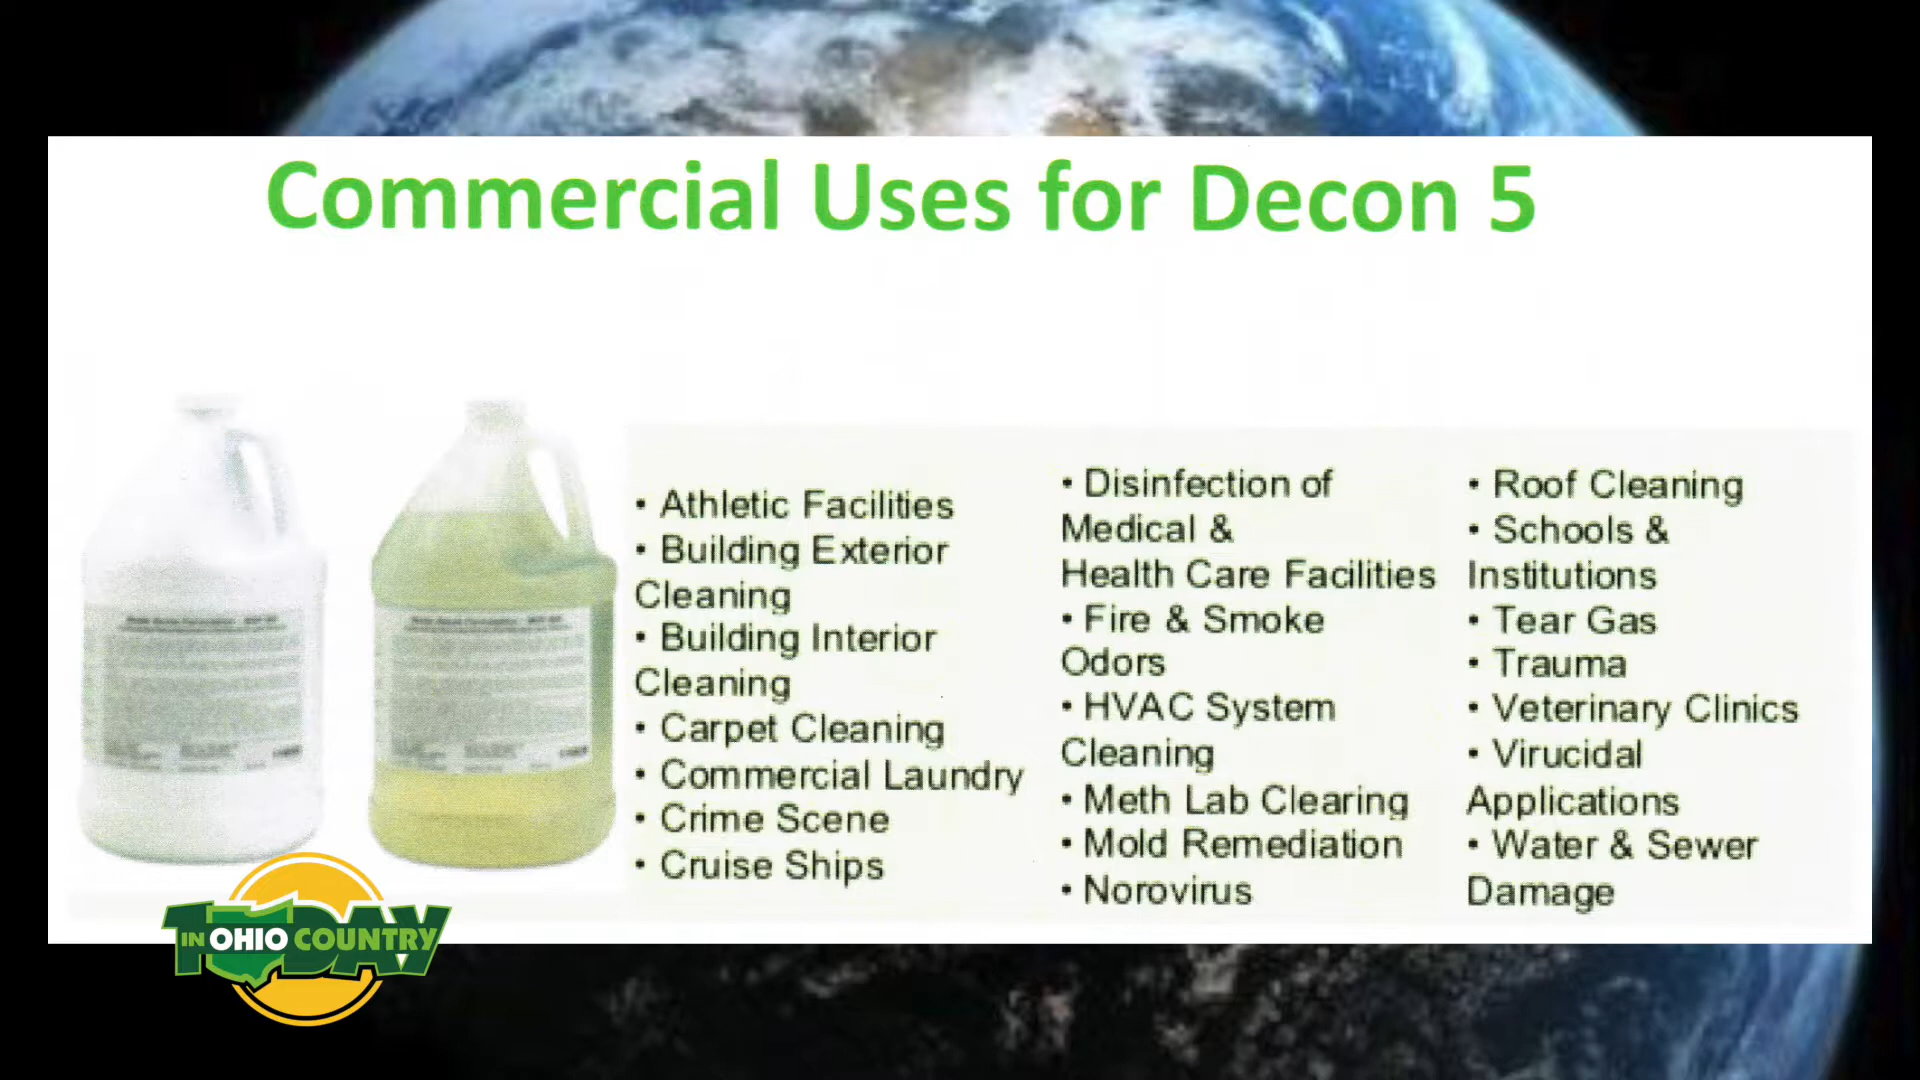 Commercial Uses for Decon 5
• Athletic Facilities
• Building Exterior
Cleaning
• Building Interior
Cleaning
• Carpet Cleaning
• Commercial Laundry
• Crime Scene
• Cruise Ships
• Disinfection of
Medical &
Health Care Facilities
• Fire & Smoke
Odors
• HVAC System
Cleaning
• Meth Lab Clearing
• Mold Remediation
• Norovirus
• Roof Cleaning
• Schools &
Institutions
• Tear Gas
• Trauma
• Veterinary Clinics
• Virucidal
Applications
• Water & Sewer
Damage
TODAY
IN OHIO COUNTRY